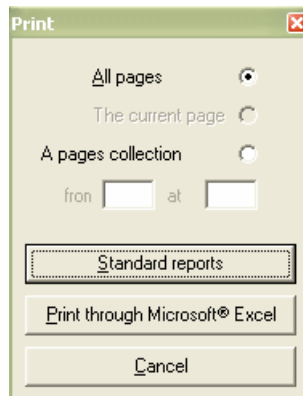 Print
All pages
The current page
A pages collection
fron at
Standard reports
Print through Microsoft® Excel
Cancel